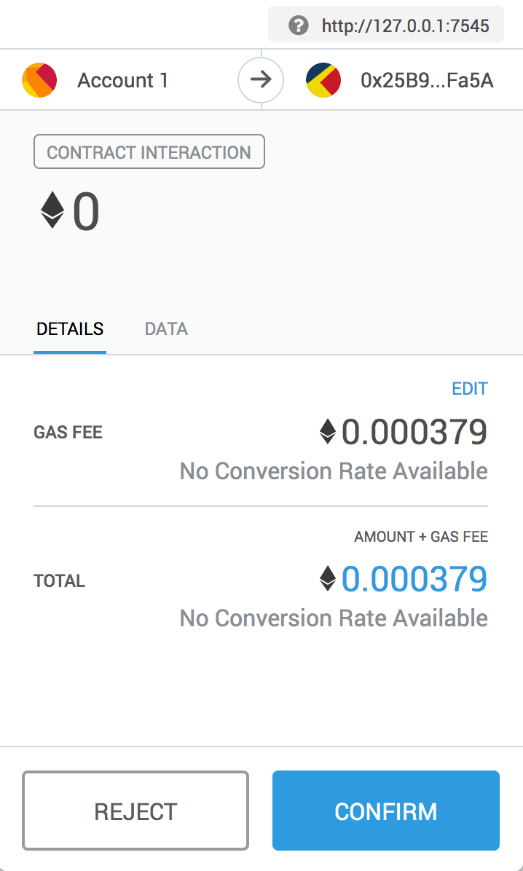 http://127.0.0.1:7545
Account 1
0x25B9...Fa5A
CONTRACT INTERACTION
0
DETAILS DATA
EDIT
GAS FEE 0.000379
No Conversion Rate Available
AMOUNT + GAS FEE
TOTAL 0.000379
No Conversion Rate Available
REJECT CONFIRM